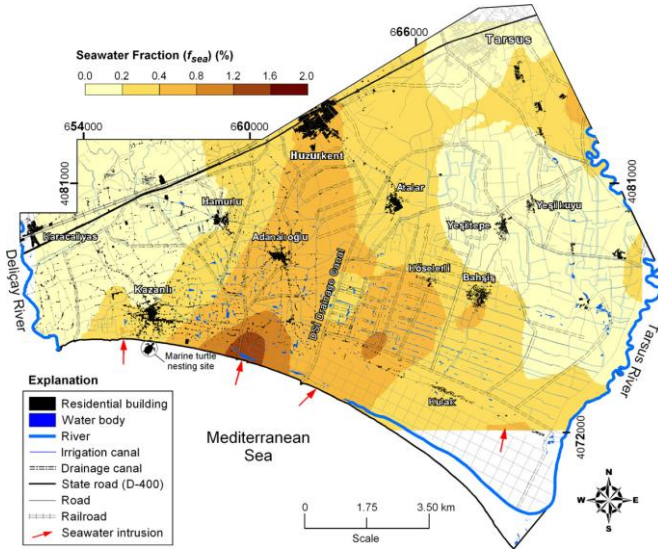 Seawater Fraction (fsea) (%)
0.0 0.2 0.4 0.6 0.8 1.2 1.6 2.0
666000
Tarsus
654000
660000
4081000
4081000
Huzurkent
Hamurlu
Atalar
Yeşiltepe
Yeşilkuyu
Karacailyas
Adanalıoğlu
Köselerli
Bahşiş
Kazanlı
DSİ Drainage Canal
Deliçay River
Tarsus River
Marine turtle
nesting site
Kulak
4072000
Mediterranean
Sea
Explanation
Residential building
Water body
River
Irrigation canal
Drainage canal
State road (D-400)
Road
Railroad
Seawater intrusion
0 1.75 3.50 km
Scale
N
W E
S